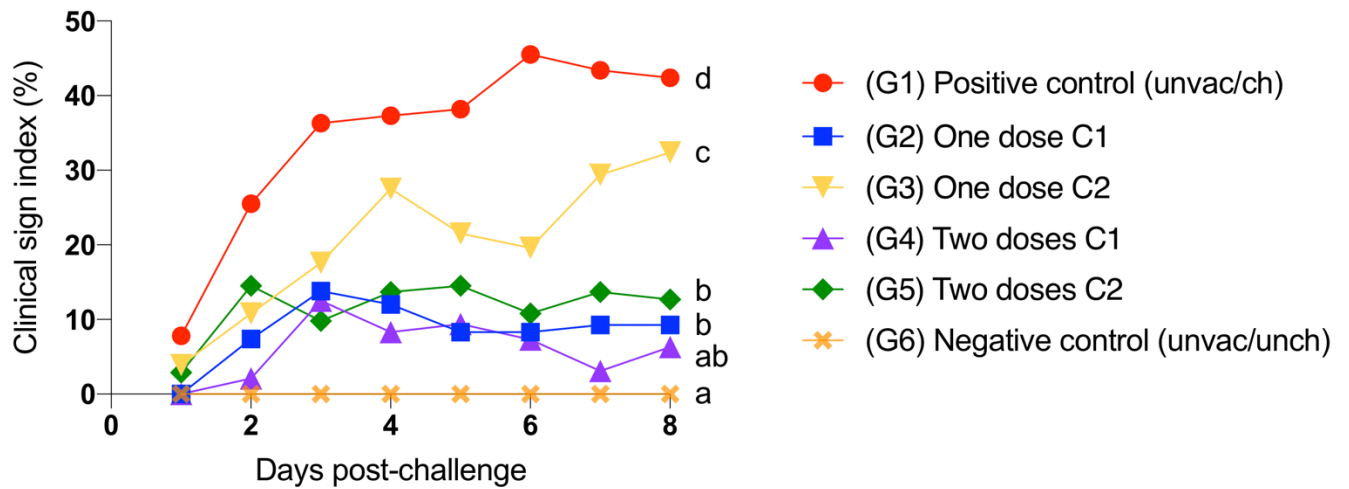 Clinical sign index (%)
50
40
30
20
10
0
0
2
4
6
8
Days post-challenge
d
c
b
b
ab
a
(G1) Positive control (unvac/ch)
(G2) One dose C1
(G3) One dose C2
(G4) Two doses C1
(G5) Two doses C2
(G6) Negative control (unvac/unch)